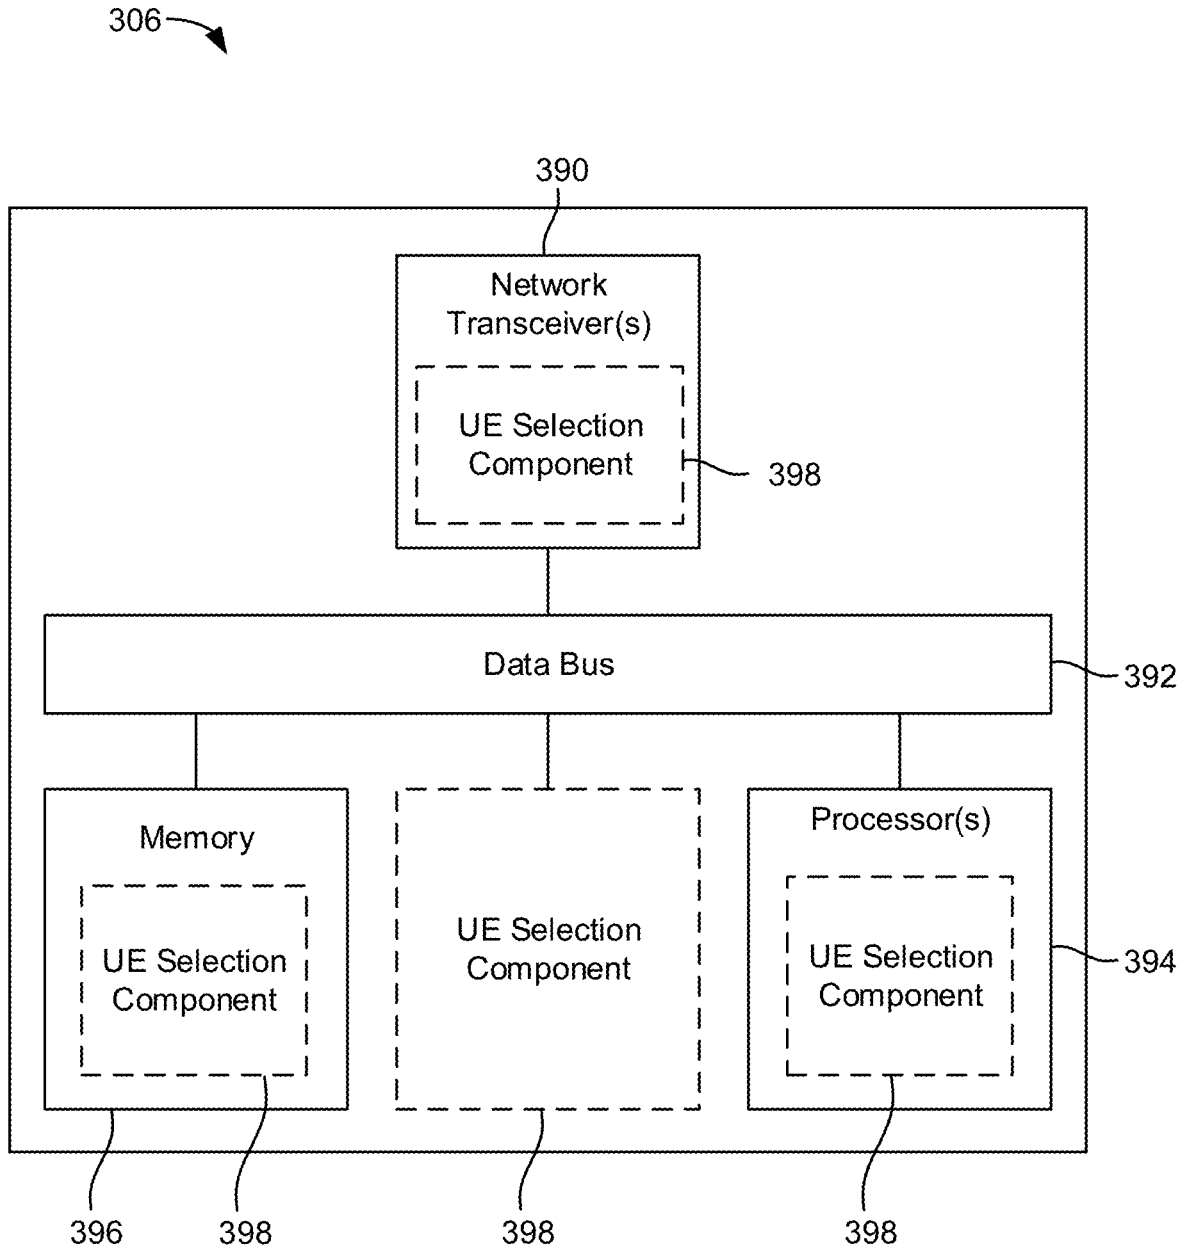 306
390
Network
Transceiver(s)
UE Selection
Component
398
Data Bus
392
Memory
UE Selection
Component
UE Selection
Component
Processor(s)
UE Selection
Component
394
396
398
398
398